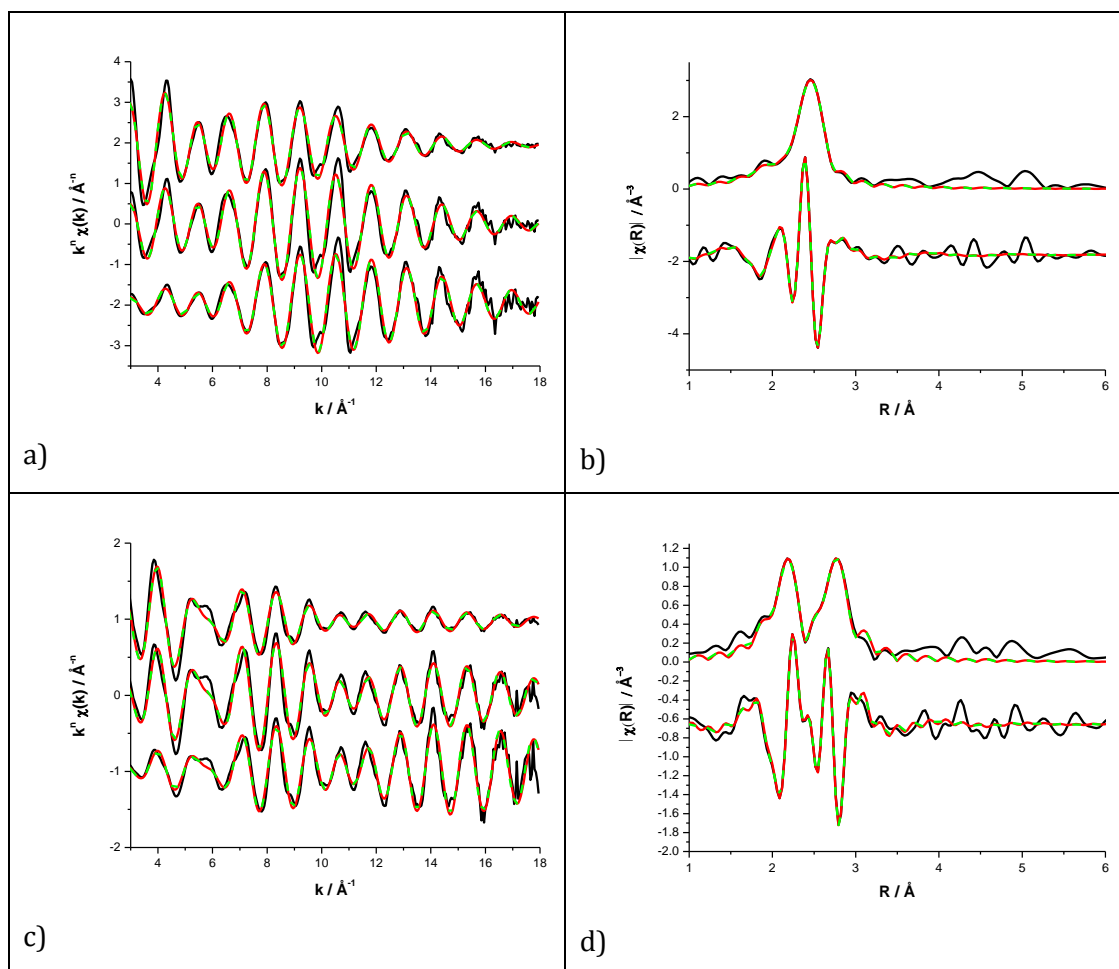 4
3
2
1
0
-1
-2
-3
kⁿ χ(k) / Å⁻ⁿ
4 6 8 10 12 14 16 18
k / Å⁻¹
a)
2
0
-2
-4
|χ(R)| / Å⁻³
1 2 3 4 5 6
R / Å
b)
2
1
0
-1
-2
kⁿ χ(k) / Å⁻ⁿ
4 6 8 10 12 14 16 18
k / Å⁻¹
c)
1.2
1.0
0.8
0.6
0.4
0.2
0.0
-0.2
-0.4
-0.6
-0.8
-1.0
-1.2
-1.4
-1.6
-1.8
-2.0
|χ(R)| / Å⁻³
1 2 3 4 5 6
R / Å
d)